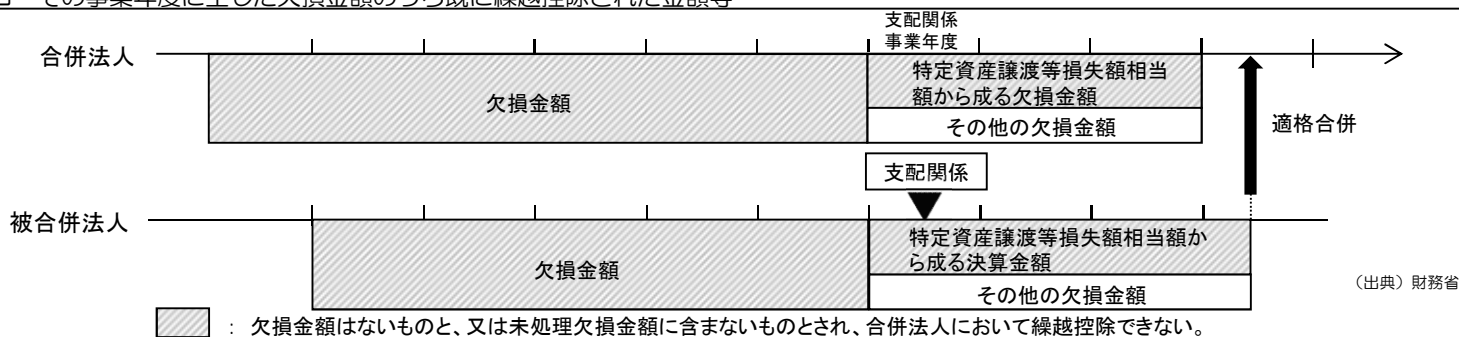 ロ　その事業年度に生じた欠損金額のうち既に繰越控除された金額等
支配関係
事業年度
合併法人
欠損金額
特定資産譲渡等損失額相当
額から成る欠損金額
その他の欠損金額
適格合併
支配関係
被合併法人
欠損金額
特定資産譲渡等損失額相当額か
ら成る決算金額
その他の欠損金額
（出典）財務省
： 欠損金額はないものと、又は未処理欠損金額に含まないものとされ、合併法人において繰越控除できない。